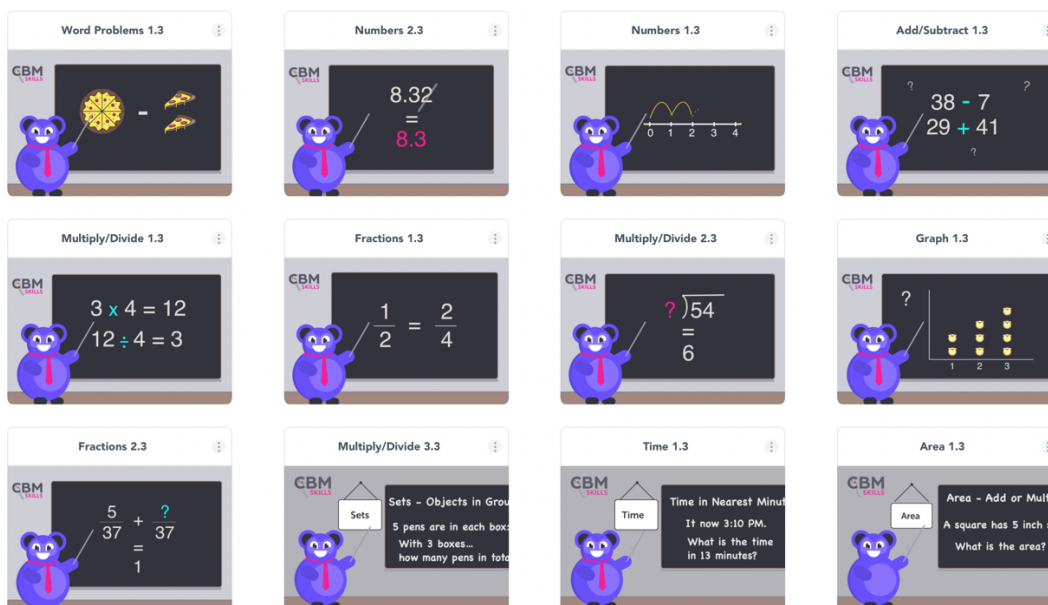 Word Problems 1.3
CBM
SKILLS
-
Numbers 2.3
CBM
SKILLS
8.32
=
8.3
Numbers 1.3
CBM
SKILLS
0 1 2 3 4
Add/Subtract 1.3
CBM
SKILLS
? ?
38 - 7
29 + 41
?
Multiply/Divide 1.3
CBM
SKILLS
3 x 4 = 12
12 ÷ 4 = 3
Fractions 1.3
CBM
SKILLS
1 2
=
2 4
Multiply/Divide 2.3
CBM
SKILLS
? 54
=
6
Graph 1.3
CBM
SKILLS
?
1 2 3
Fractions 2.3
CBM
SKILLS
5 ?
+
37 37
=
1
Multiply/Divide 3.3
CBM
SKILLS
Sets
Sets - Objects in Grou
5 pens are in each box:
With 3 boxes...
how many pens in tota
Time 1.3
CBM
SKILLS
Time
Time in Nearest Minut
It now 3:10 PM.
What is the time
in 13 minutes?
Area 1.3
CBM
SKILLS
Area
Area - Add or Mult
A square has 5 inch
What is the area?